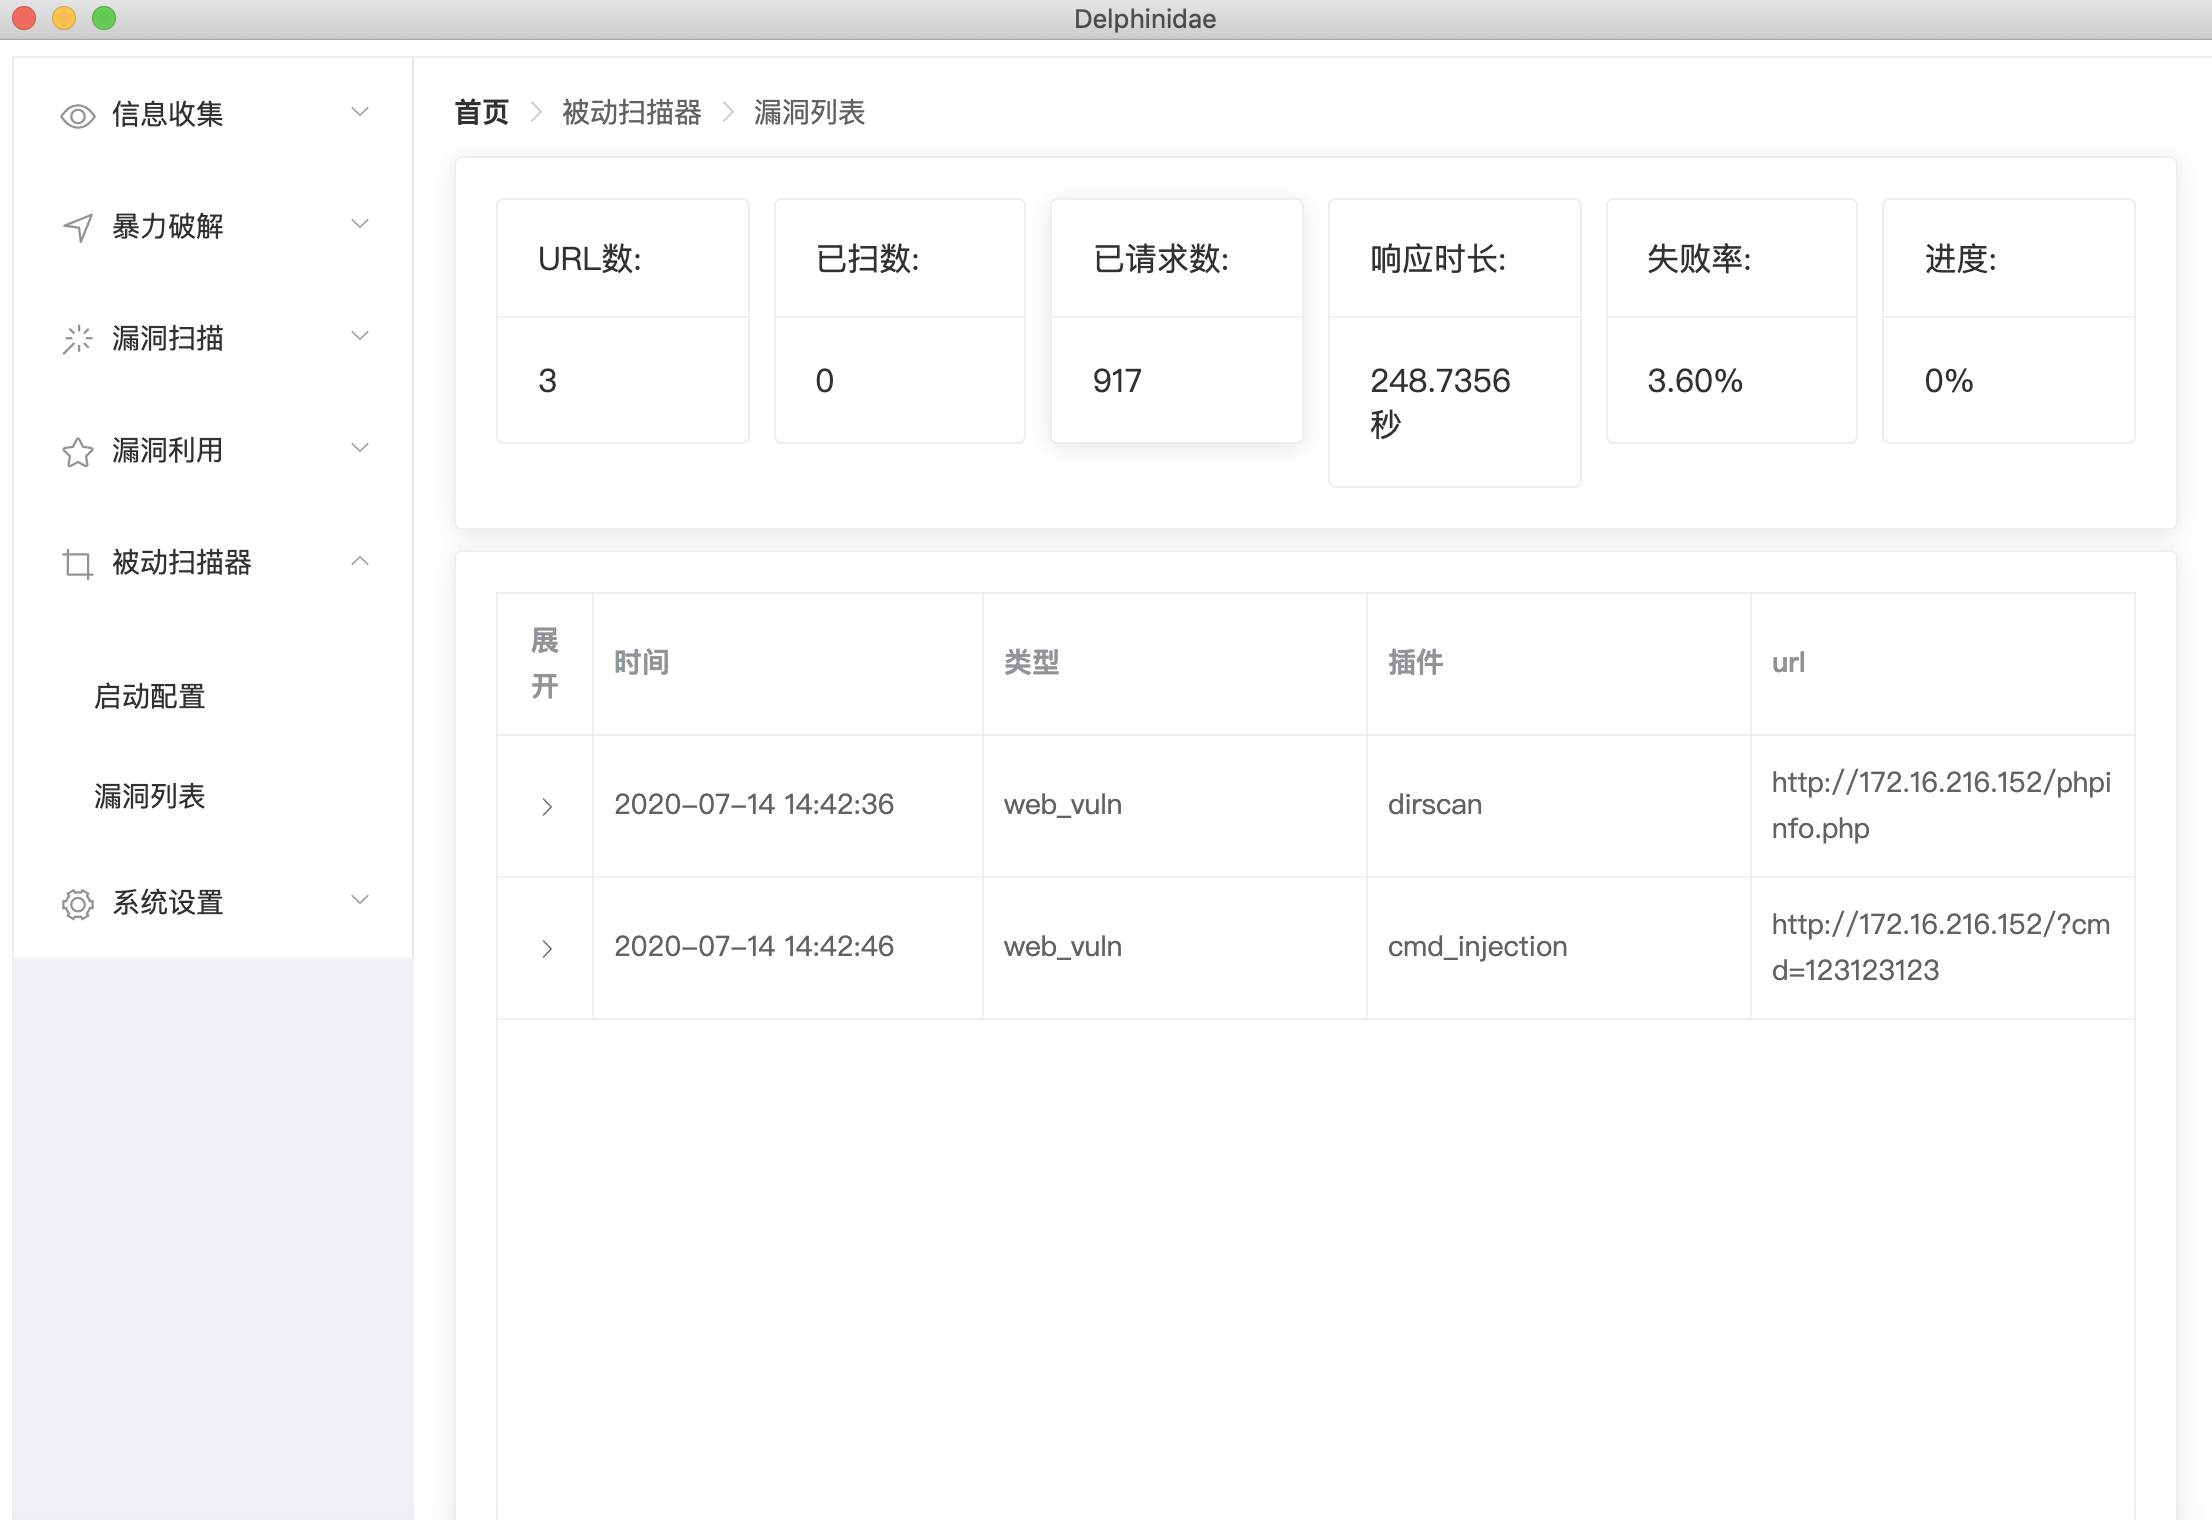 Delphinidae
信息收集
暴力破解
漏洞扫描
漏洞利用
被动扫描器
启动配置
漏洞列表
系统设置
首页 > 被动扫描器 > 漏洞列表
URL数:
3
已扫数:
0
已请求数:
917
响应时长:
248.7356
秒
失败率:
3.60%
进度:
0%
展
开
时间
类型
插件
url
2020-07-14 14:42:36
web_vuln
dirscan
http://172.16.216.152/phpi
nfo.php
2020-07-14 14:42:46
web_vuln
cmd_injection
http://172.16.216.152/?cm
d=123123123